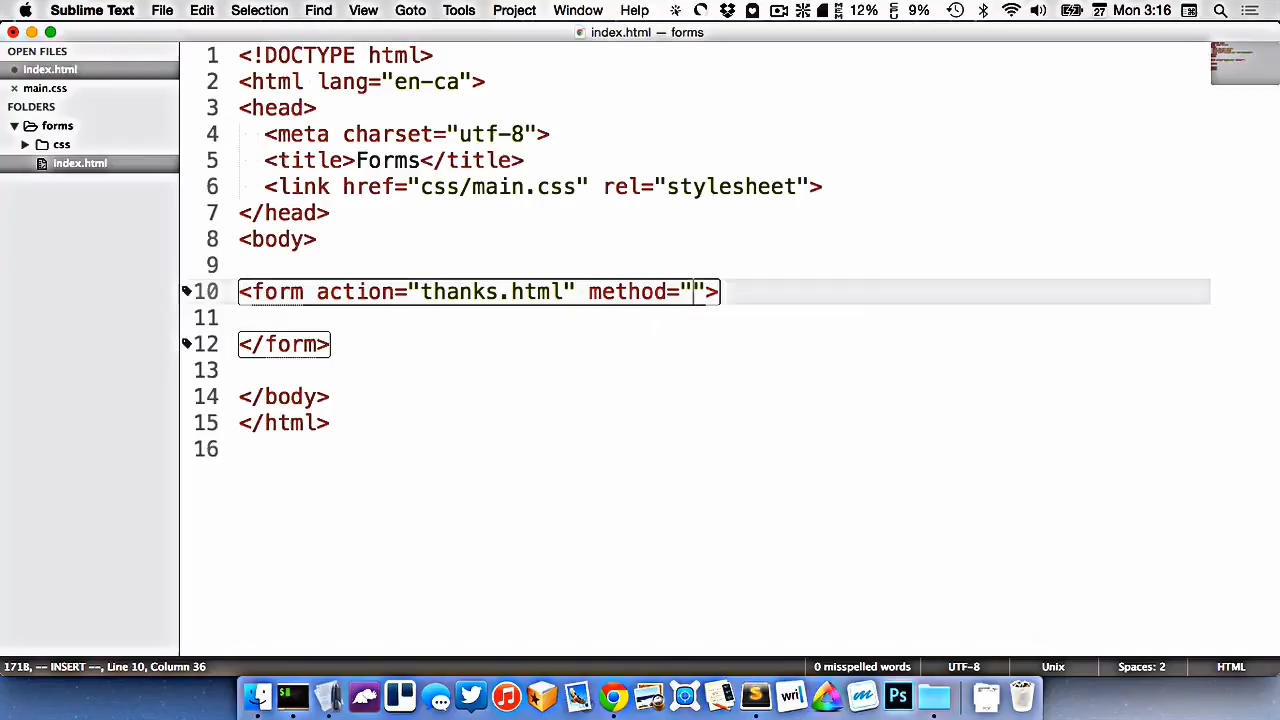 Sublime Text File Edit Selection Find View Goto Tools Project Window Help 12% 9% 27 Mon 3:16
index.html — forms
OPEN FILES
index.html
× main.css
FOLDERS
forms
css
index.html
1 <!DOCTYPE html>
2 <html lang="en-ca">
3 <head>
4 <meta charset="utf-8">
5 <title>Forms</title>
6 <link href="css/main.css" rel="stylesheet">
7 </head>
8 <body>
9
10 <form action="thanks.html" method="">
11
12 </form>
13
14 </body>
15 </html>
16
171B, -- INSERT --, Line 10, Column 36 0 misspelled words UTF-8 Unix Spaces: 2 HTML
$ S wri Ps